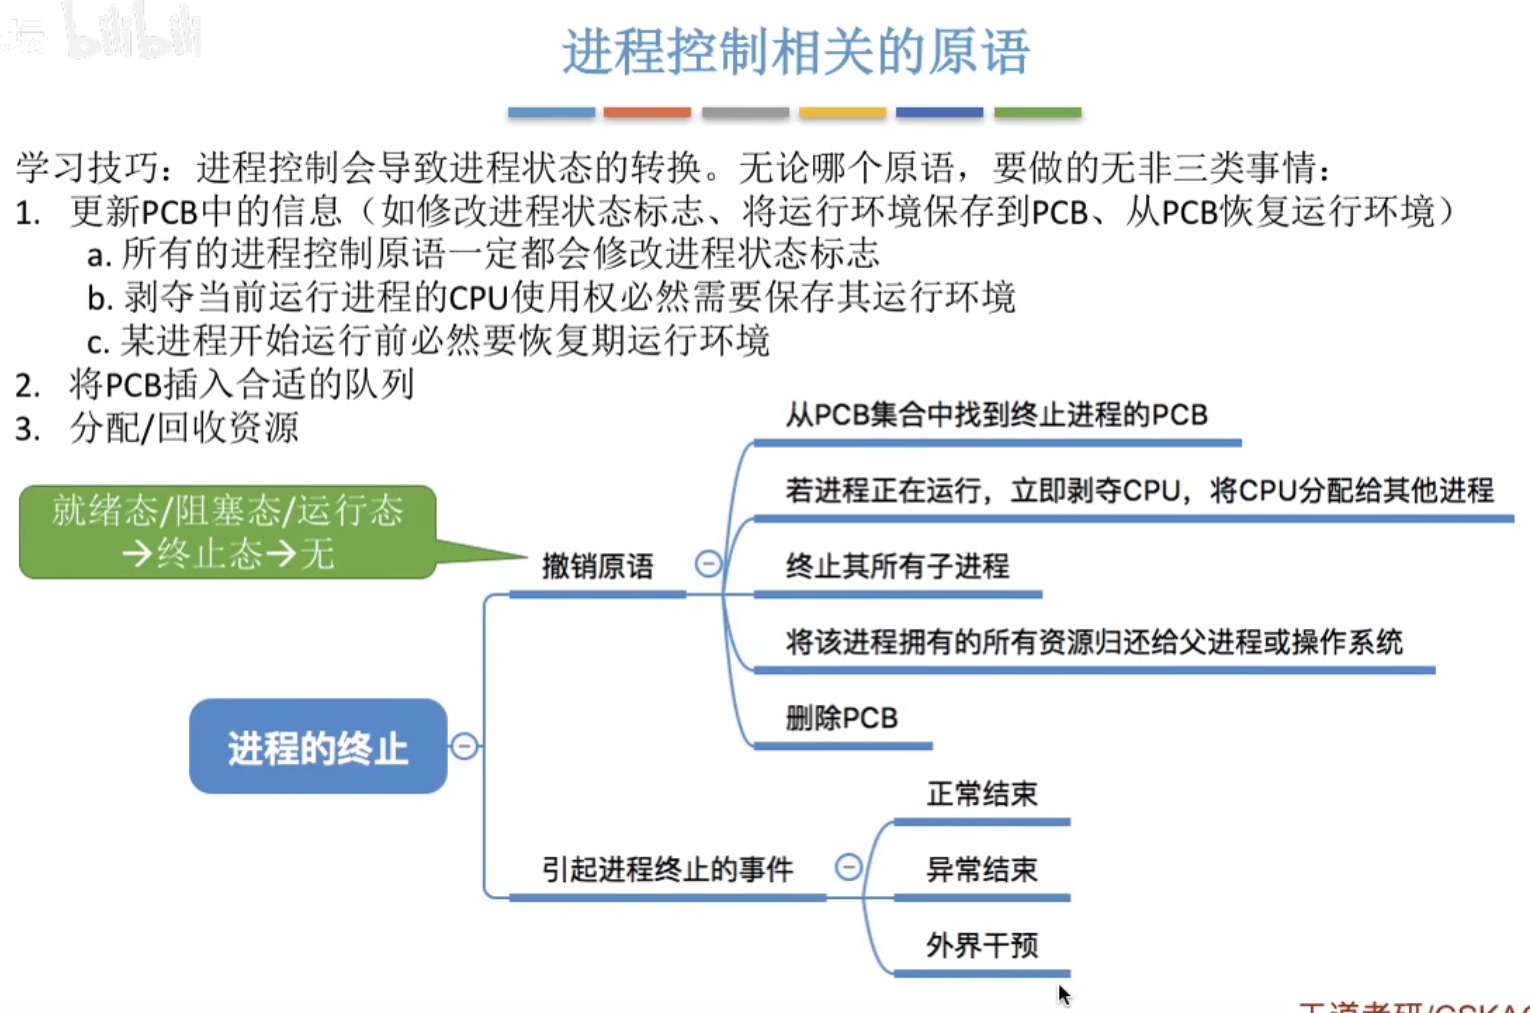 坛 bilibili
进程控制相关的原语
学习技巧：进程控制会导致进程状态的转换。无论哪个原语，要做的无非三类事情：
1. 更新PCB中的信息（如修改进程状态标志、将运行环境保存到PCB、从PCB恢复运行环境）
a. 所有的进程控制原语一定都会修改进程状态标志
b. 剥夺当前运行进程的CPU使用权必然需要保存其运行环境
c. 某进程开始运行前必然要恢复期运行环境
2. 将PCB插入合适的队列
3. 分配/回收资源
就绪态/阻塞态/运行态
→终止态→无
进程的终止
撤销原语
从PCB集合中找到终止进程的PCB
若进程正在运行，立即剥夺CPU，将CPU分配给其他进程
终止其所有子进程
将该进程拥有的所有资源归还给父进程或操作系统
删除PCB
引起进程终止的事件
正常结束
异常结束
外界干预
王道考研/CSKAO